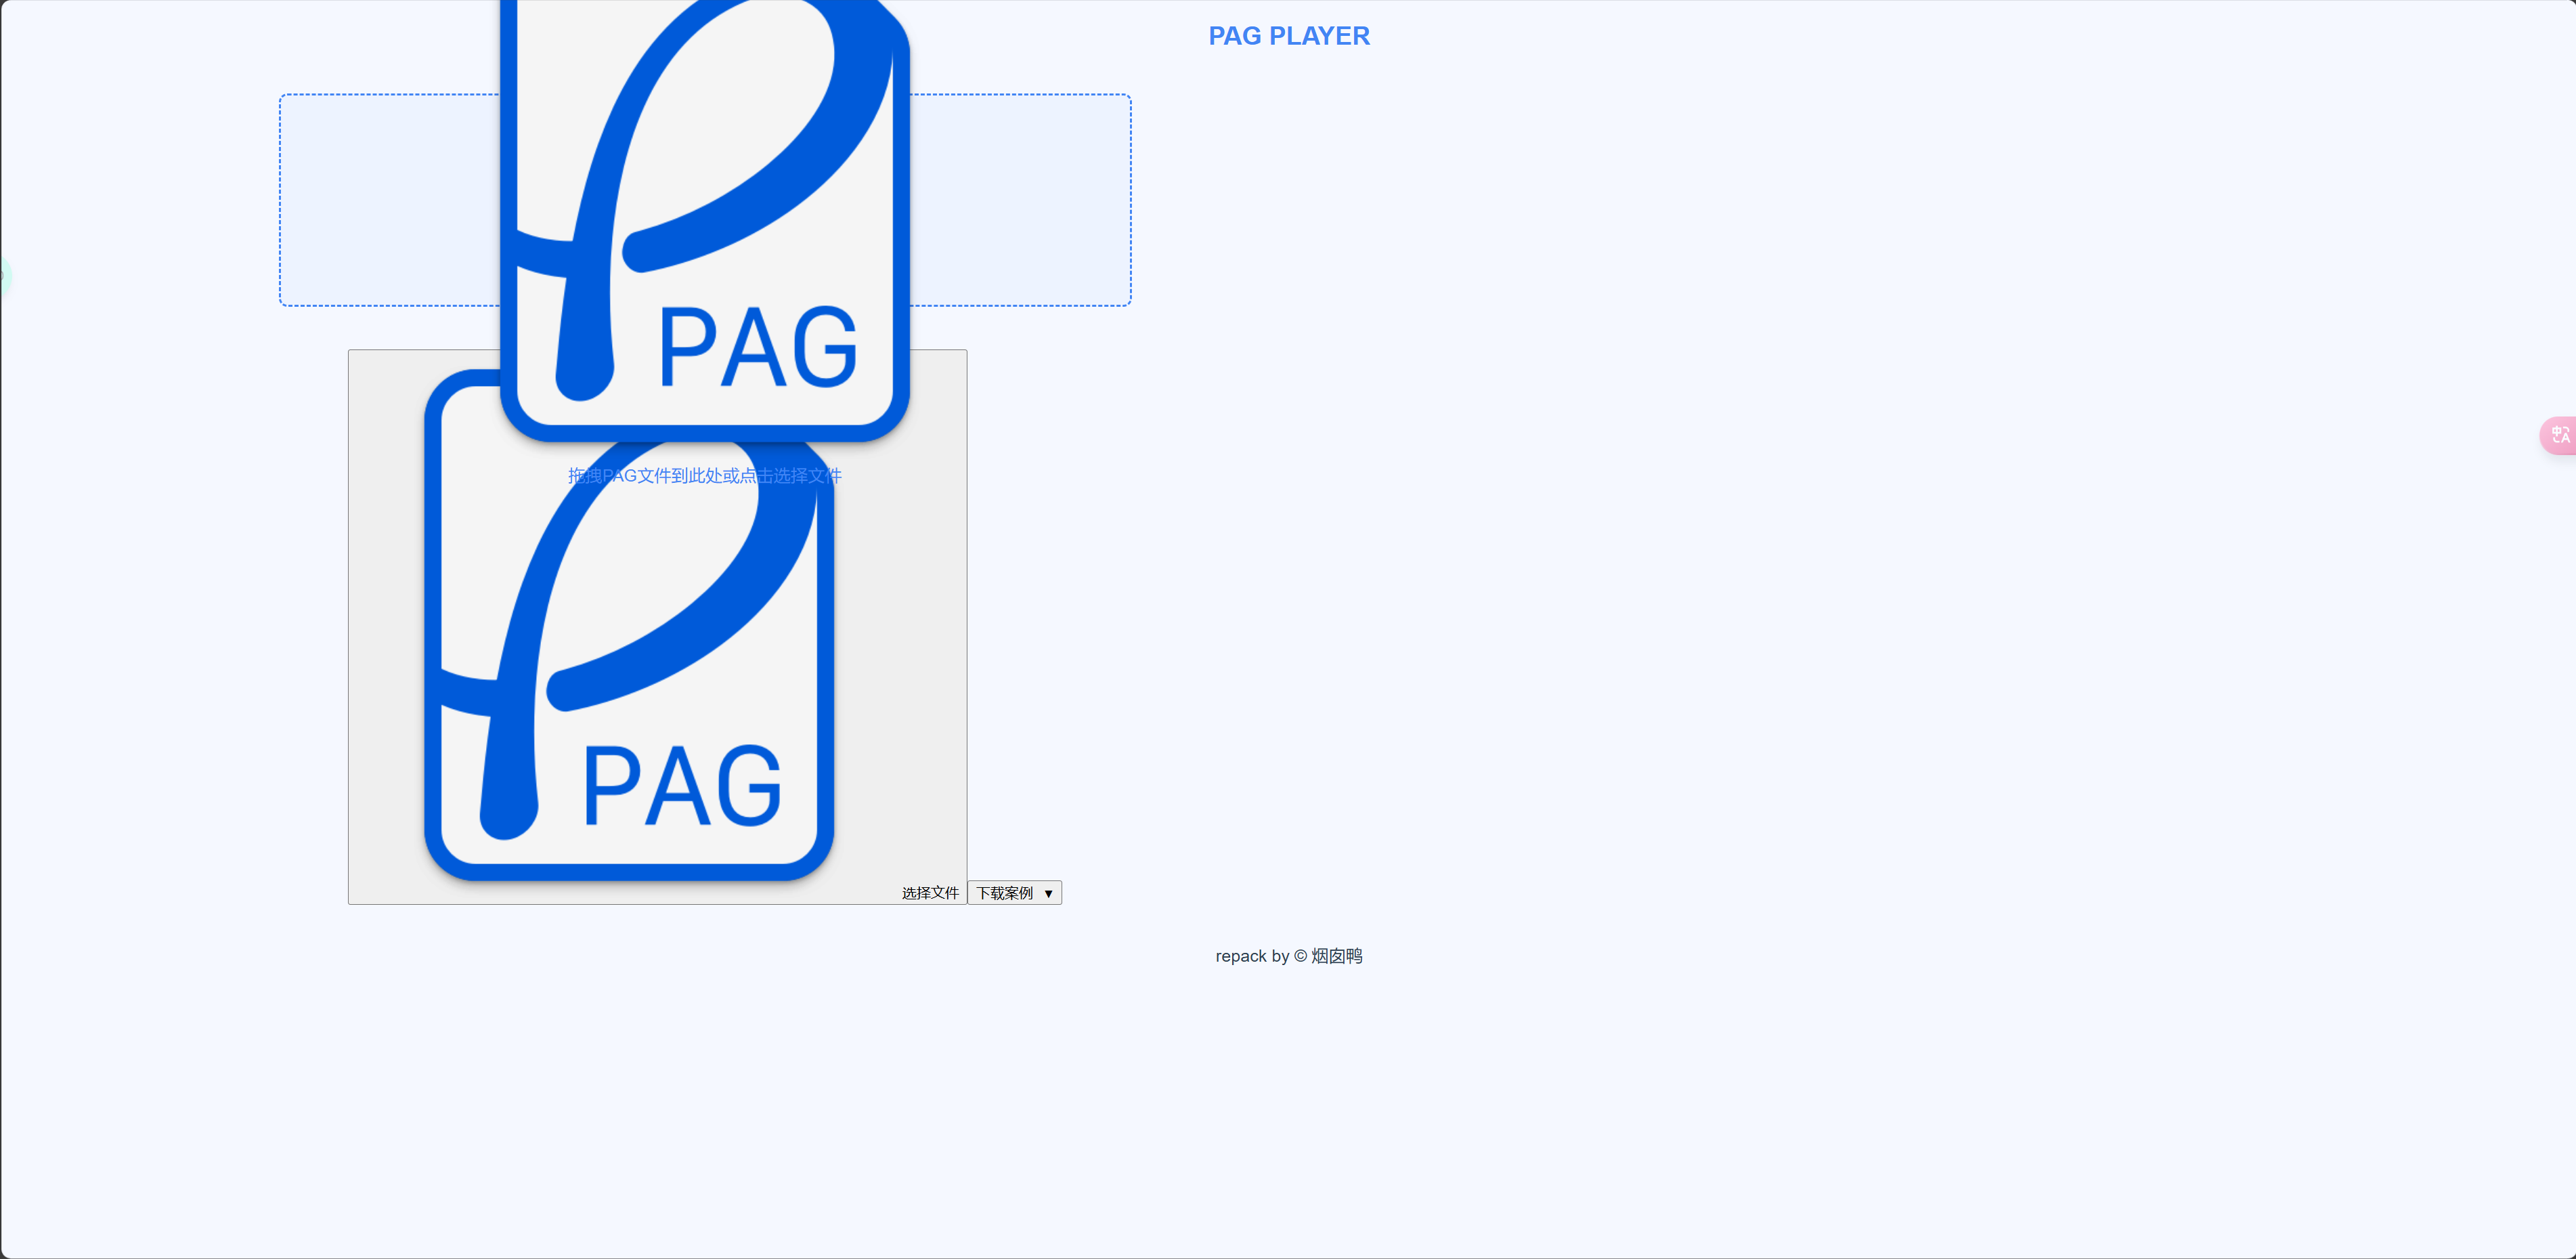 PAG PLAYER
PAG
拖拽PAG文件到此处或点击选择文件
PAG
选择文件
下载案例 ▼
repack by © 烟囱鸭